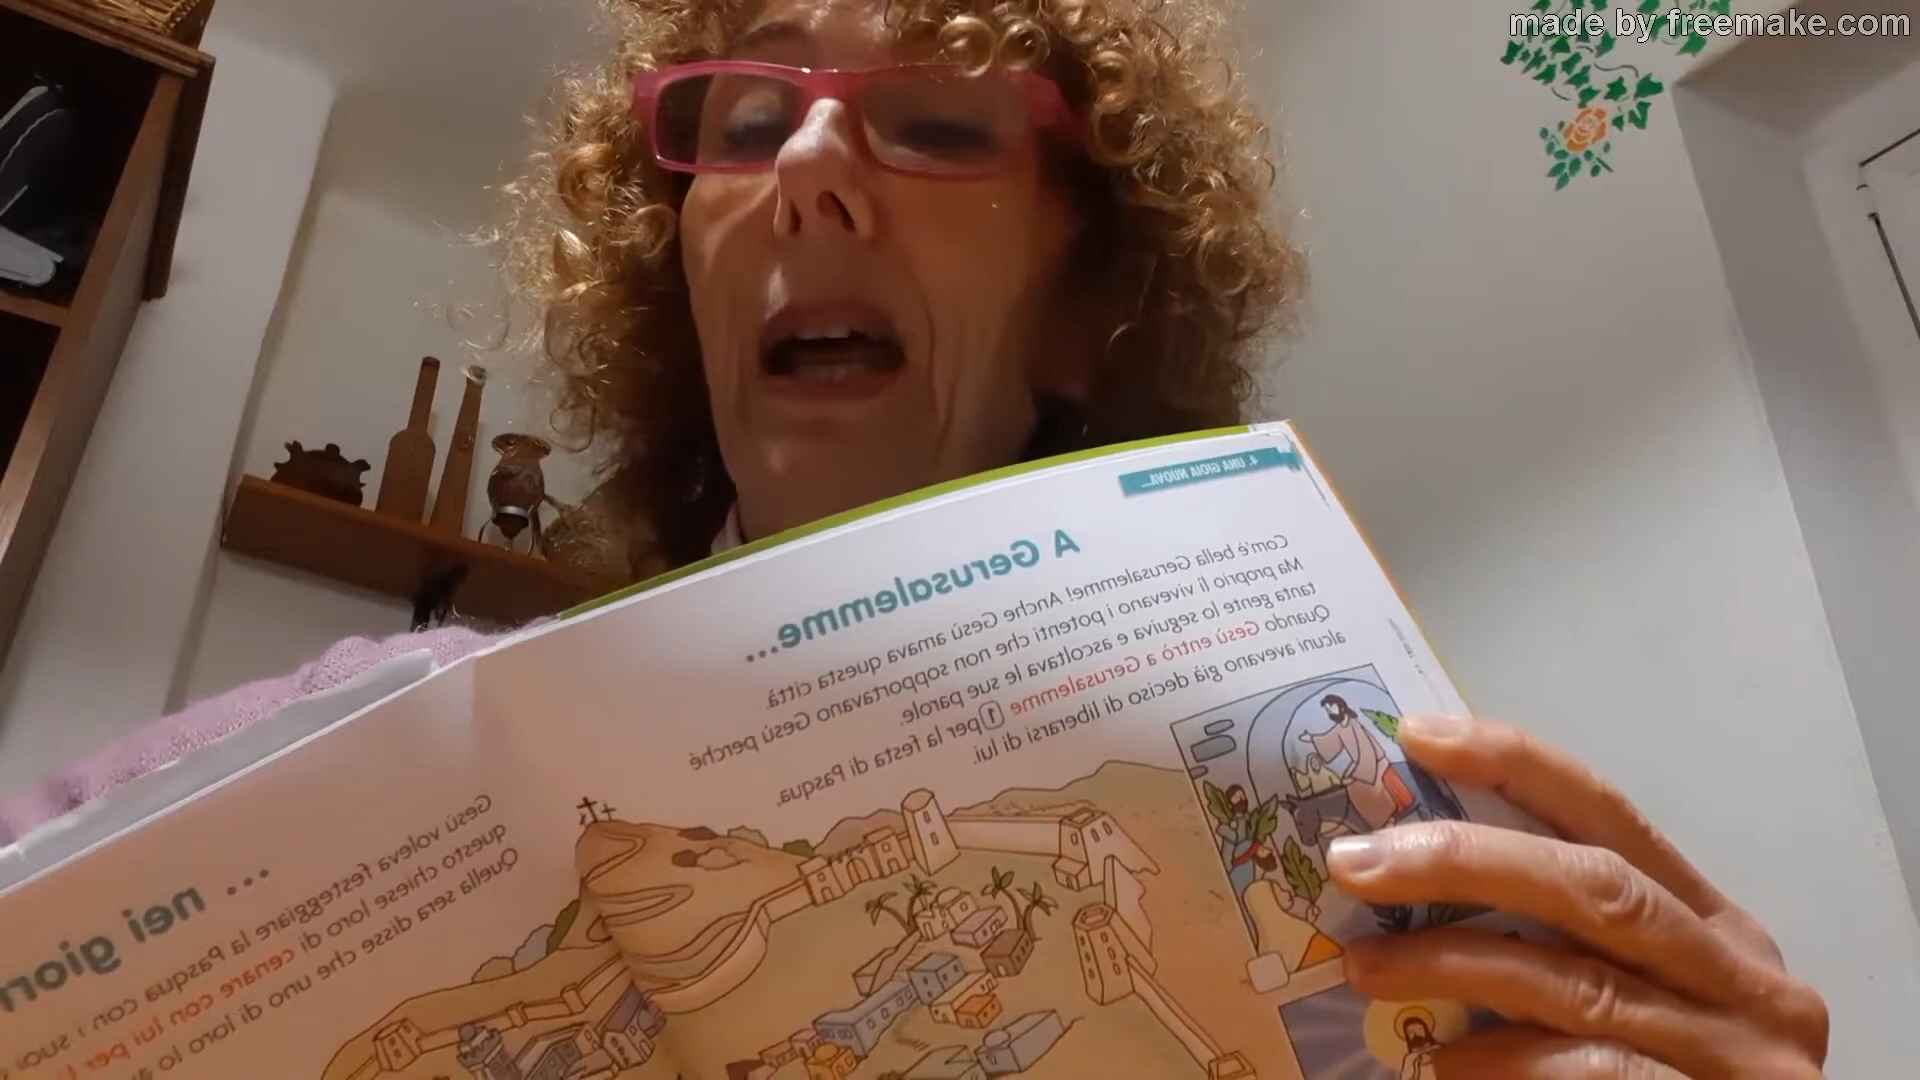 made by freemake.com
4. UNA GIOIA NUOVA...
A Gerusalemme...
Com'è bella Gerusalemme! Anche Gesù amava questa città.
Ma proprio lì vivevano i potenti che non sopportavano Gesù perché
tanta gente lo seguiva e ascoltava le sue parole.
Quando Gesù entrò a Gerusalemme 1 per la festa di Pasqua,
alcuni avevano già deciso di liberarsi di lui.
... nei gior
Gesù voleva festeggiare la Pasqua con i suoi
questo chiese loro di cenare con lui per
Quella sera disse che uno di loro lo